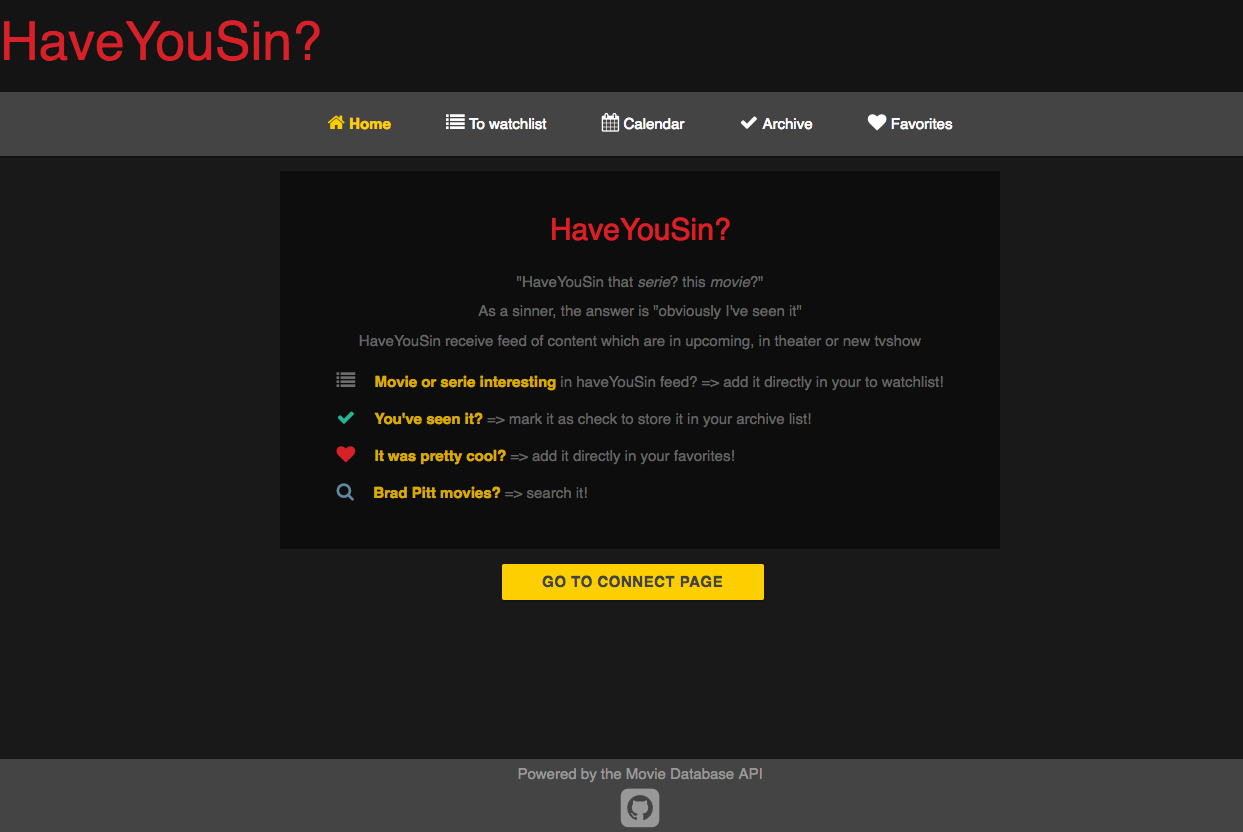 HaveYouSin?
Home To watchlist Calendar Archive Favorites
HaveYouSin?
"HaveYouSin that serie? this movie?"
As a sinner, the answer is "obviously I've seen it"
HaveYouSin receive feed of content which are in upcoming, in theater or new tvshow
Movie or serie interesting in haveYouSin feed? => add it directly in your to watchlist!
You've seen it? => mark it as check to store it in your archive list!
It was pretty cool? => add it directly in your favorites!
Brad Pitt movies? => search it!
GO TO CONNECT PAGE
Powered by the Movie Database API